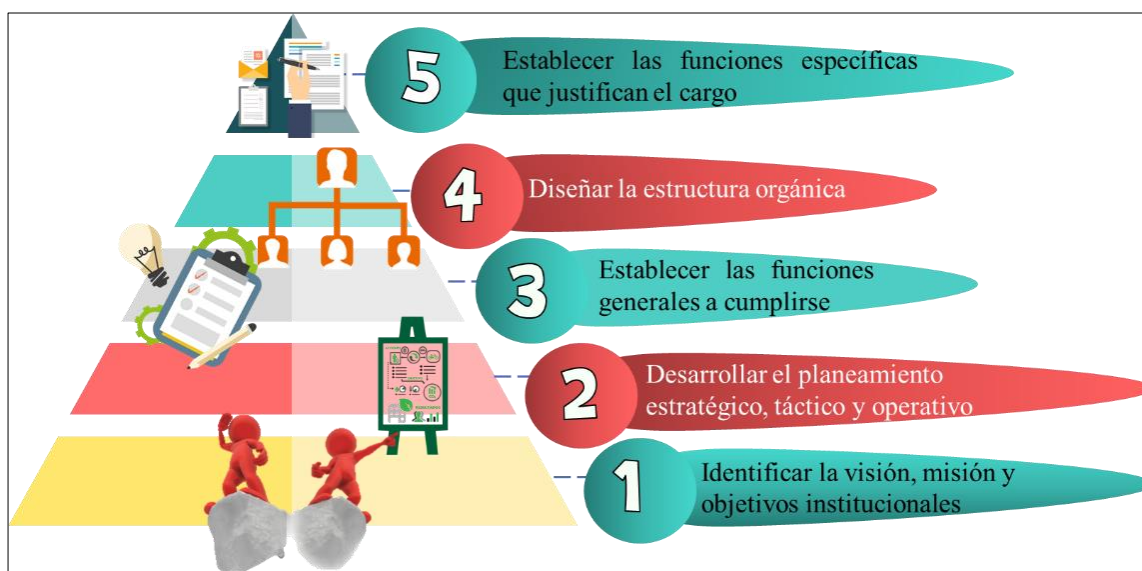 5
Establecer las funciones específicas
que justifican el cargo
4
Diseñar la estructura orgánica
3
Establecer las funciones
generales a cumplirse
2
Desarrollar el planeamiento
estratégico, táctico y operativo
1
Identificar la visión, misión y
objetivos institucionales